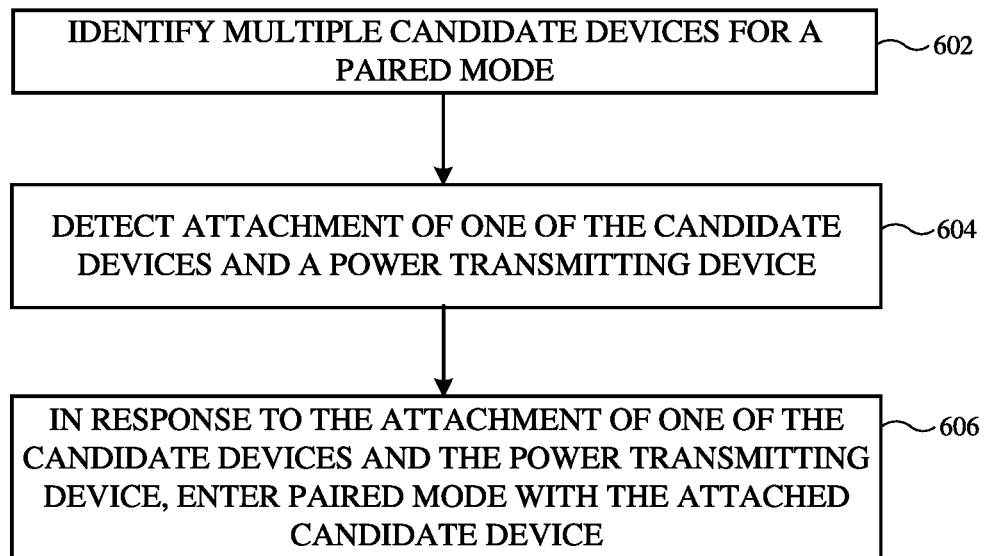 IDENTIFY MULTIPLE CANDIDATE DEVICES FOR A
PAIRED MODE
602
DETECT ATTACHMENT OF ONE OF THE CANDIDATE
DEVICES AND A POWER TRANSMITTING DEVICE
604
IN RESPONSE TO THE ATTACHMENT OF ONE OF THE
CANDIDATE DEVICES AND THE POWER TRANSMITTING
DEVICE, ENTER PAIRED MODE WITH THE ATTACHED
CANDIDATE DEVICE
606